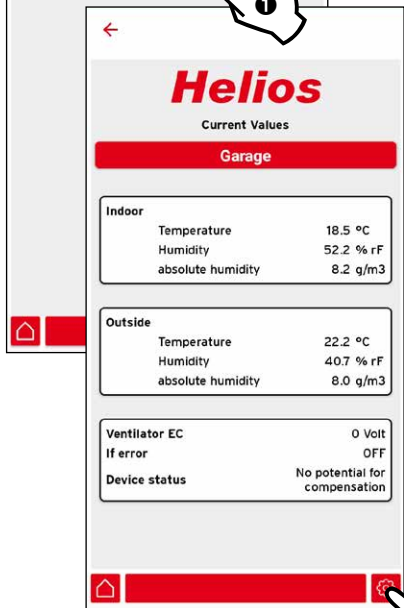 1
Helios
Current Values
Garage
Indoor
Temperature 18.5 °C
Humidity 52.2 % rF
absolute humidity 8.2 g/m3
Outside
Temperature 22.2 °C
Humidity 40.7 % rF
absolute humidity 8.0 g/m3
Ventilator EC 0 Volt
If error OFF
Device status No potential for
compensation